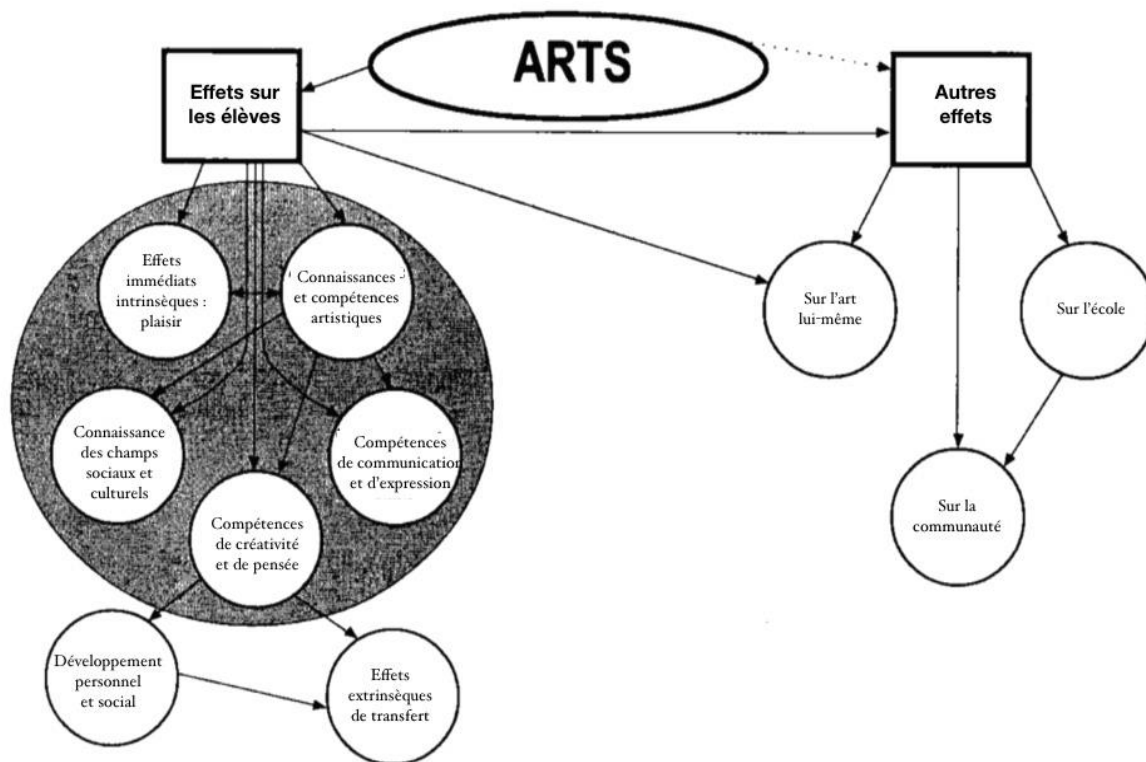 ARTS
Effets sur
les élèves
Autres
effets
Effets
immédiats
intrinsèques :
plaisir
Connaissances
et compétences
artistiques
Sur l'art
lui-même
Sur l'école
Connaissance
des champs
sociaux et
culturels
Compétences
de communication
et d'expression
Compétences
de créativité
et de pensée
Sur la
communauté
Développement
personnel
et social
Effets
extrinsèques
de transfert